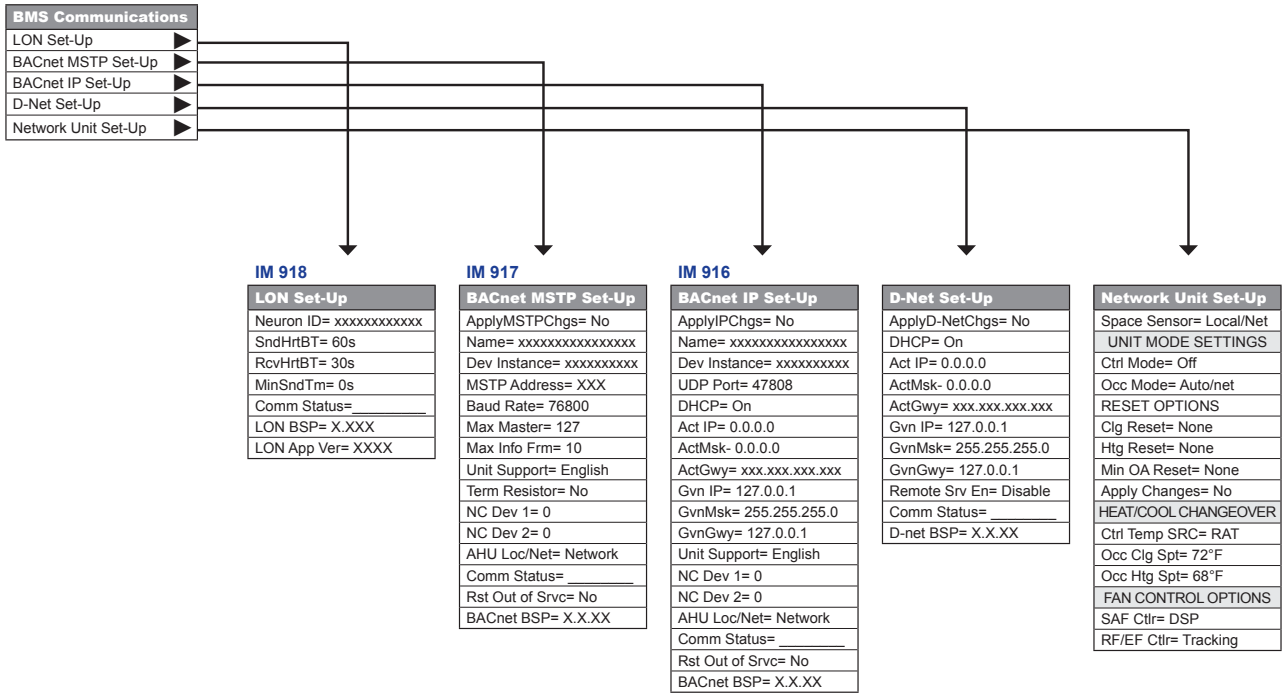 BMS Communications
LON Set-Up
BACnet MSTP Set-Up
BACnet IP Set-Up
D-Net Set-Up
Network Unit Set-Up
IM 918
LON Set-Up
Neuron ID= xxxxxxxxxxxx
SndHrtBT= 60s
RcvHrtBT= 30s
MinSndTm= 0s
Comm Status=_________
LON BSP= X.XXX
LON App Ver= XXXX
IM 917
BACnet MSTP Set-Up
ApplyMSTPChgs= No
Name= xxxxxxxxxxxxxxxx
Dev Instance= xxxxxxxxxx
MSTP Address= XXX
Baud Rate= 76800
Max Master= 127
Max Info Frm= 10
Unit Support= English
Term Resistor= No
NC Dev 1= 0
NC Dev 2= 0
AHU Loc/Net= Network
Comm Status= ________
Rst Out of Srvc= No
BACnet BSP= X.X.XX
IM 916
BACnet IP Set-Up
ApplyIPChgs= No
Name= xxxxxxxxxxxxxxxx
Dev Instance= xxxxxxxxxx
UDP Port= 47808
DHCP= On
Act IP= 0.0.0.0
ActMsk- 0.0.0.0
ActGwy= xxx.xxx.xxx.xxx
Gvn IP= 127.0.0.1
GvnMsk= 255.255.255.0
GvnGwy= 127.0.0.1
Unit Support= English
NC Dev 1= 0
NC Dev 2= 0
AHU Loc/Net= Network
Comm Status= ________
Rst Out of Srvc= No
BACnet BSP= X.X.XX
D-Net Set-Up
ApplyD-NetChgs= No
DHCP= On
Act IP= 0.0.0.0
ActMsk- 0.0.0.0
ActGwy= xxx.xxx.xxx.xxx
Gvn IP= 127.0.0.1
GvnMsk= 255.255.255.0
GvnGwy= 127.0.0.1
Remote Srv En= Disable
Comm Status= ________
D-net BSP= X.X.XX
Network Unit Set-Up
Space Sensor= Local/Net
UNIT MODE SETTINGS
Ctrl Mode= Off
Occ Mode= Auto/net
RESET OPTIONS
Clg Reset= None
Htg Reset= None
Min OA Reset= None
Apply Changes= No
HEAT/COOL CHANGEOVER
Ctrl Temp SRC= RAT
Occ Clg Spt= 72°F
Occ Htg Spt= 68°F
FAN CONTROL OPTIONS
SAF Ctlr= DSP
RF/EF Ctlr= Tracking